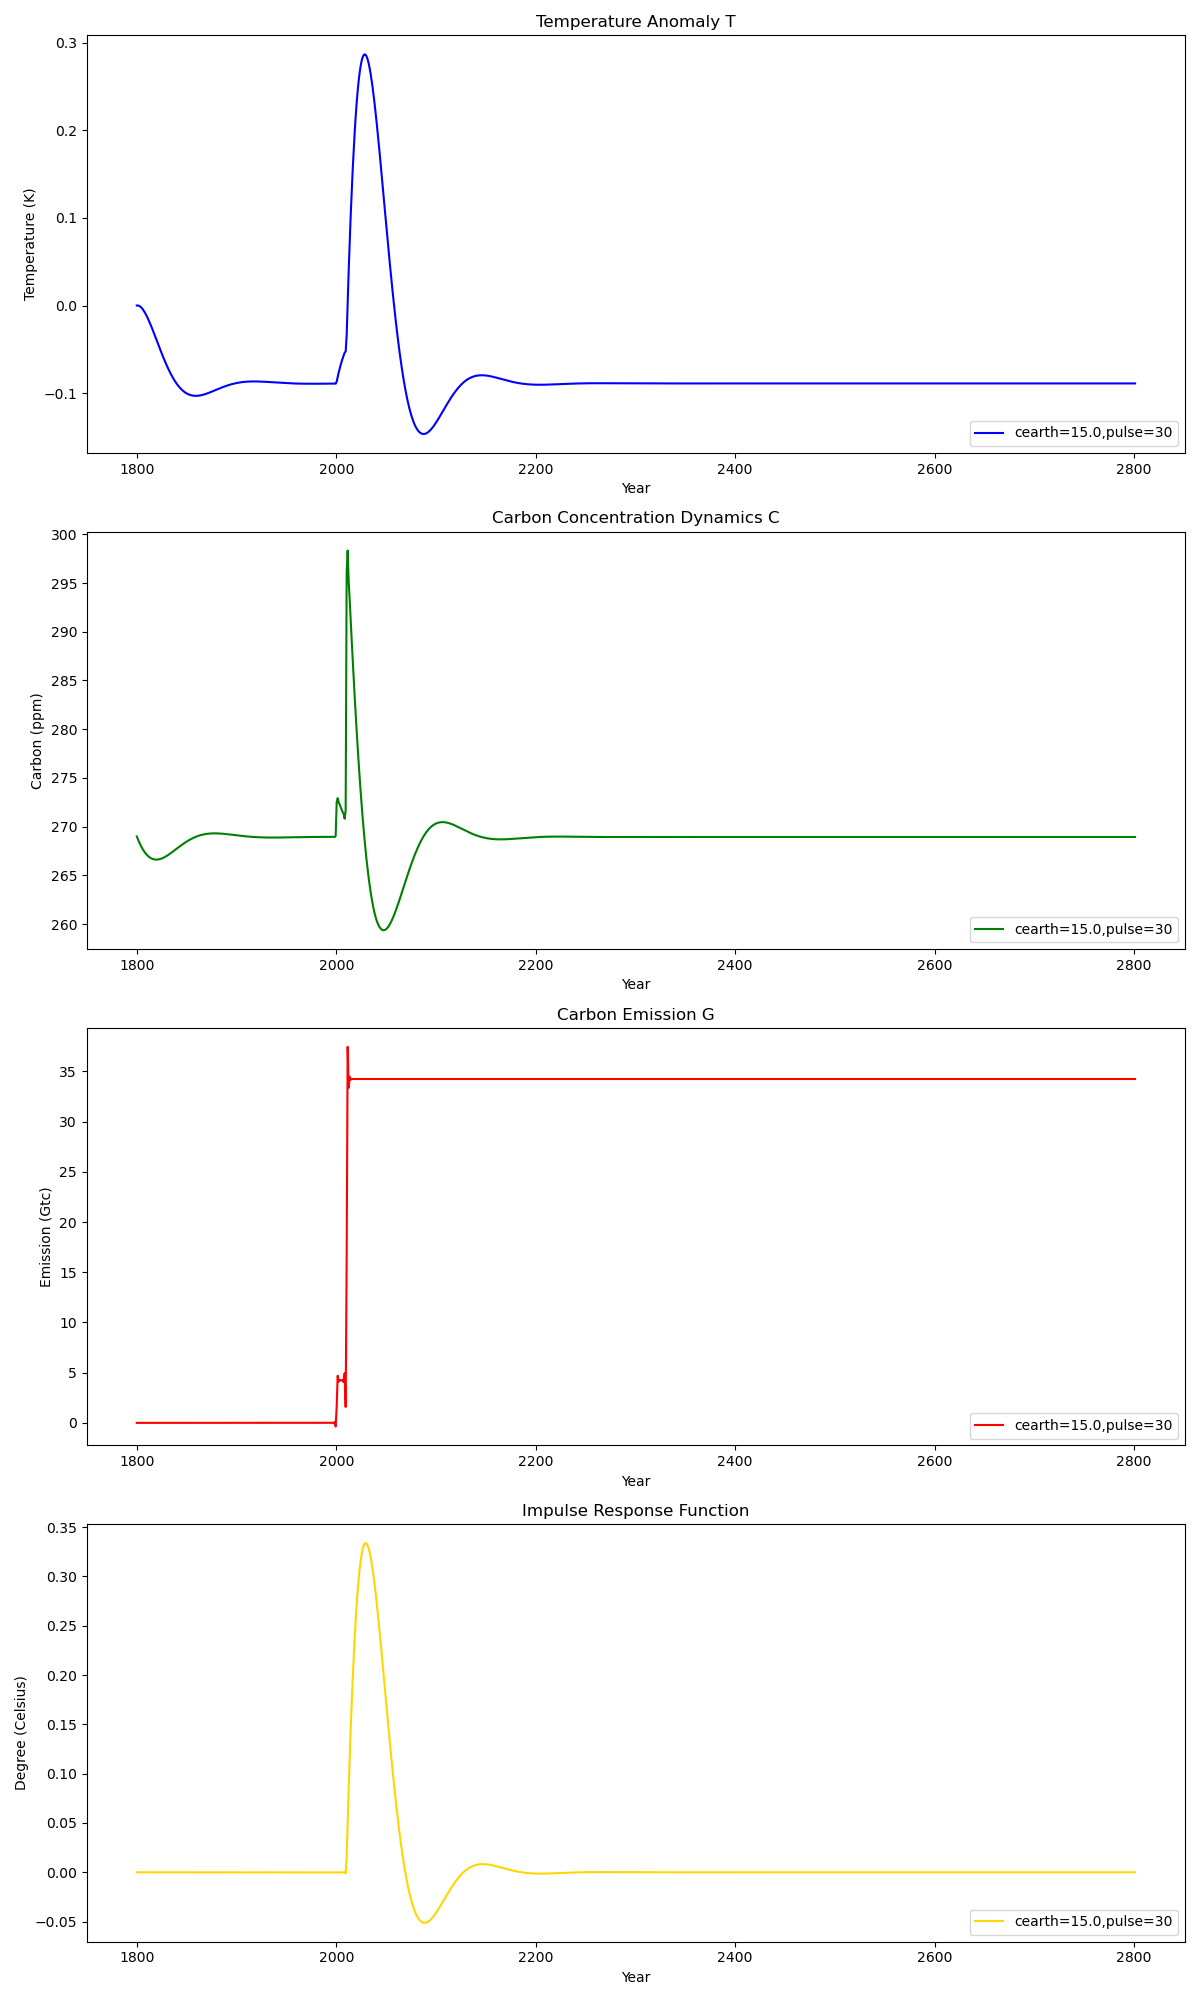 Temperature Anomaly T
0.3
0.2
0.1
0.0
−0.1
Temperature (K)
cearth=15.0,pulse=30
1800 2000 2200 2400 2600 2800
Year
Carbon Concentration Dynamics C
300
295
290
285
280
275
270
265
260
Carbon (ppm)
cearth=15.0,pulse=30
1800 2000 2200 2400 2600 2800
Year
Carbon Emission G
35
30
25
20
15
10
5
0
Emission (Gtc)
cearth=15.0,pulse=30
1800 2000 2200 2400 2600 2800
Year
Impulse Response Function
0.35
0.30
0.25
0.20
0.15
0.10
0.05
0.00
−0.05
Degree (Celsius)
cearth=15.0,pulse=30
1800 2000 2200 2400 2600 2800
Year